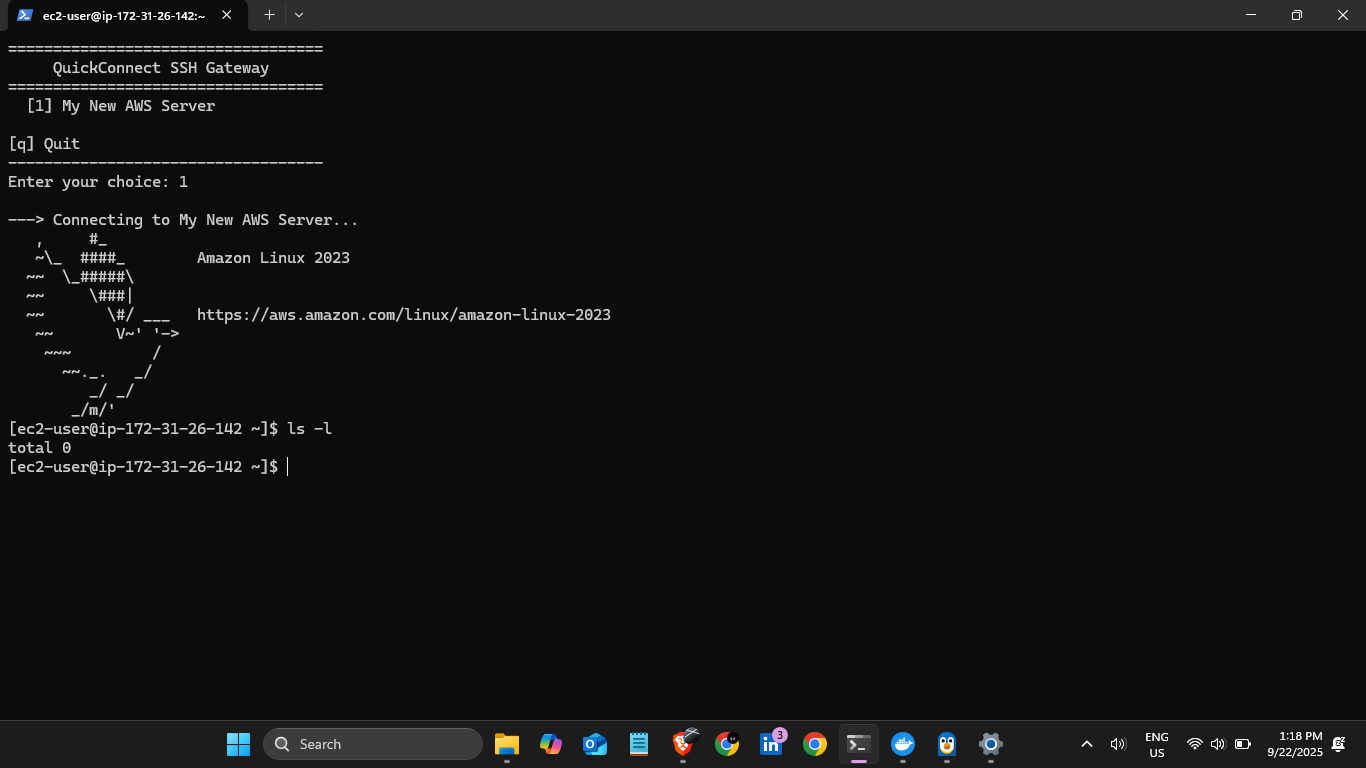 ec2-user@ip-172-31-26-142:~
===================================
     QuickConnect SSH Gateway
===================================
  [1] My New AWS Server
[q] Quit
-----------------------------------
Enter your choice: 1
---> Connecting to My New AWS Server...
   ,     #_
   ~\_  ####_        Amazon Linux 2023
  ~~  \_#####\
  ~~     \###|
  ~~       \#/ ___   https://aws.amazon.com/linux/amazon-linux-2023
   ~~       V~' '->
    ~~~         /
      ~~._.   _/
         _/ _/
       _/m/'
[ec2-user@ip-172-31-26-142 ~]$ ls -l
total 0
[ec2-user@ip-172-31-26-142 ~]$
Search
3
ENG
US
1:18 PM
9/22/2025